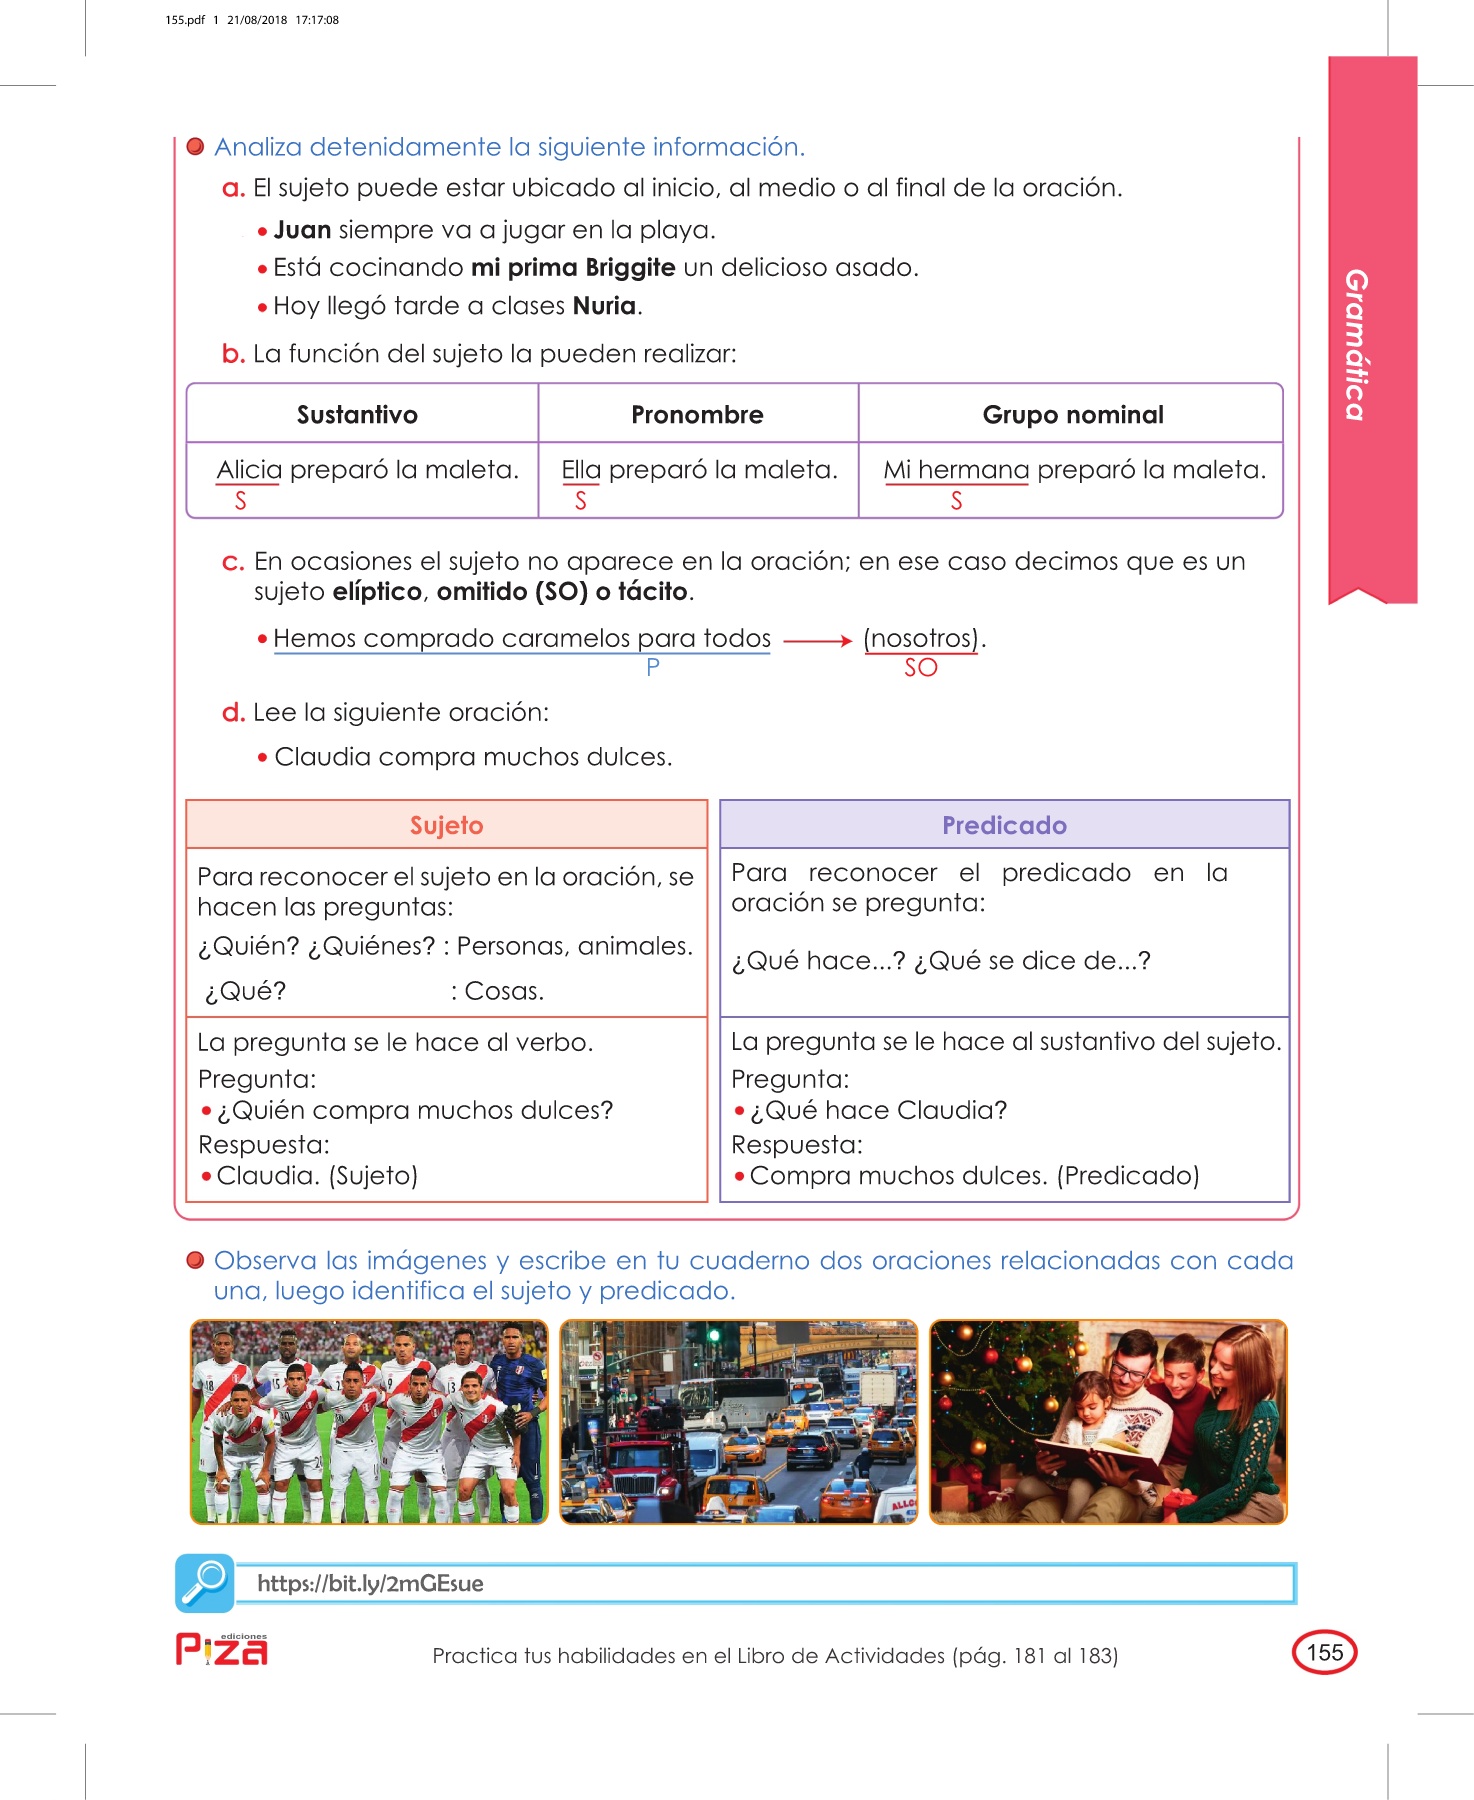 155.pdf 1 21/08/2018 17:17:08
Gramática
Analiza detenidamente la siguiente información.
a. El sujeto puede estar ubicado al inicio, al medio o al final de la oración.
• Juan siempre va a jugar en la playa.
• Está cocinando mi prima Briggite un delicioso asado.
• Hoy llegó tarde a clases Nuria.
b. La función del sujeto la pueden realizar:
Sustantivo Pronombre Grupo nominal
Alicia preparó la maleta. Ella preparó la maleta. Mi hermana preparó la maleta.
S S S
c. En ocasiones el sujeto no aparece en la oración; en ese caso decimos que es un
sujeto elíptico, omitido (SO) o tácito.
• Hemos comprado caramelos para todos (nosotros).
P SO
d. Lee la siguiente oración:
• Claudia compra muchos dulces.
Sujeto
Para reconocer el sujeto en la oración, se
hacen las preguntas:
¿Quién? ¿Quiénes? : Personas, animales.
¿Qué? : Cosas.
La pregunta se le hace al verbo.
Pregunta:
• ¿Quién compra muchos dulces?
Respuesta:
• Claudia. (Sujeto)
Predicado
Para reconocer el predicado en la
oración se pregunta:
¿Qué hace...? ¿Qué se dice de...?
La pregunta se le hace al sustantivo del sujeto.
Pregunta:
• ¿Qué hace Claudia?
Respuesta:
• Compra muchos dulces. (Predicado)
Observa las imágenes y escribe en tu cuaderno dos oraciones relacionadas con cada
una, luego identifica el sujeto y predicado.
https://bit.ly/2mGEsue
ediciones
Piza
Practica tus habilidades en el Libro de Actividades (pág. 181 al 183)
155